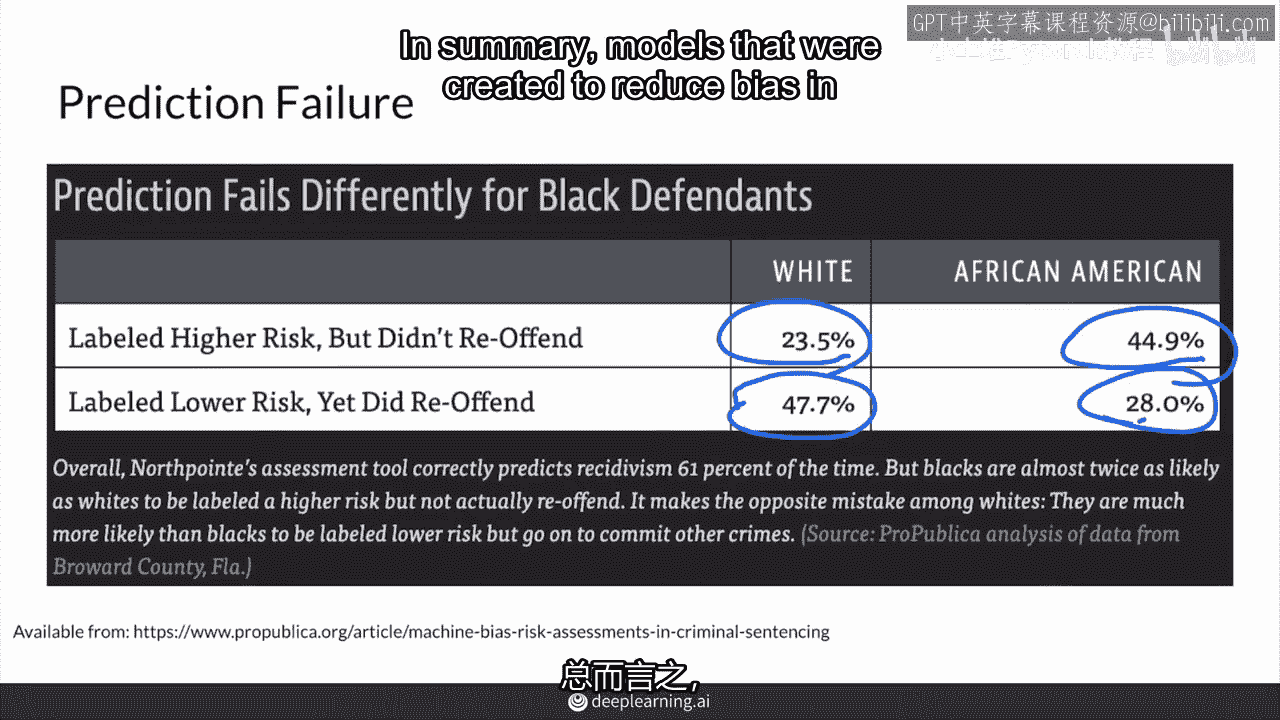 GPT中英字幕课程资源@bilibili.com
In summary, models that were
created to reduce bias in
Prediction Failure
Prediction Fails Differently for Black Defendants
WHITE
AFRICAN AMERICAN
Labeled Higher Risk, But Didn't Re-Offend
23.5%
44.9%
Labeled Lower Risk, Yet Did Re-Offend
47.7%
28.0%
Overall, Northpointe's assessment tool correctly predicts recidivism 61 percent of the time. But blacks are almost twice as likely
as whites to be labeled a higher risk but not actually re-offend. It makes the opposite mistake among whites: They are much
more likely than blacks to be labeled lower risk but go on to commit other crimes. (Source: ProPublica analysis of data from
Broward County, Fla.)
Available from: https://www.propublica.org/article/machine-bias-risk-assessments-in-criminal-sentencing
总而言之，
deeplearning.ai